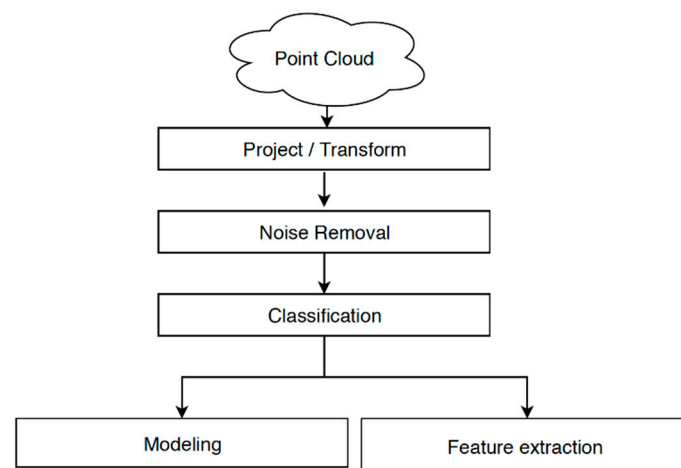 Point Cloud
Project / Transform
Noise Removal
Classification
Modeling
Feature extraction